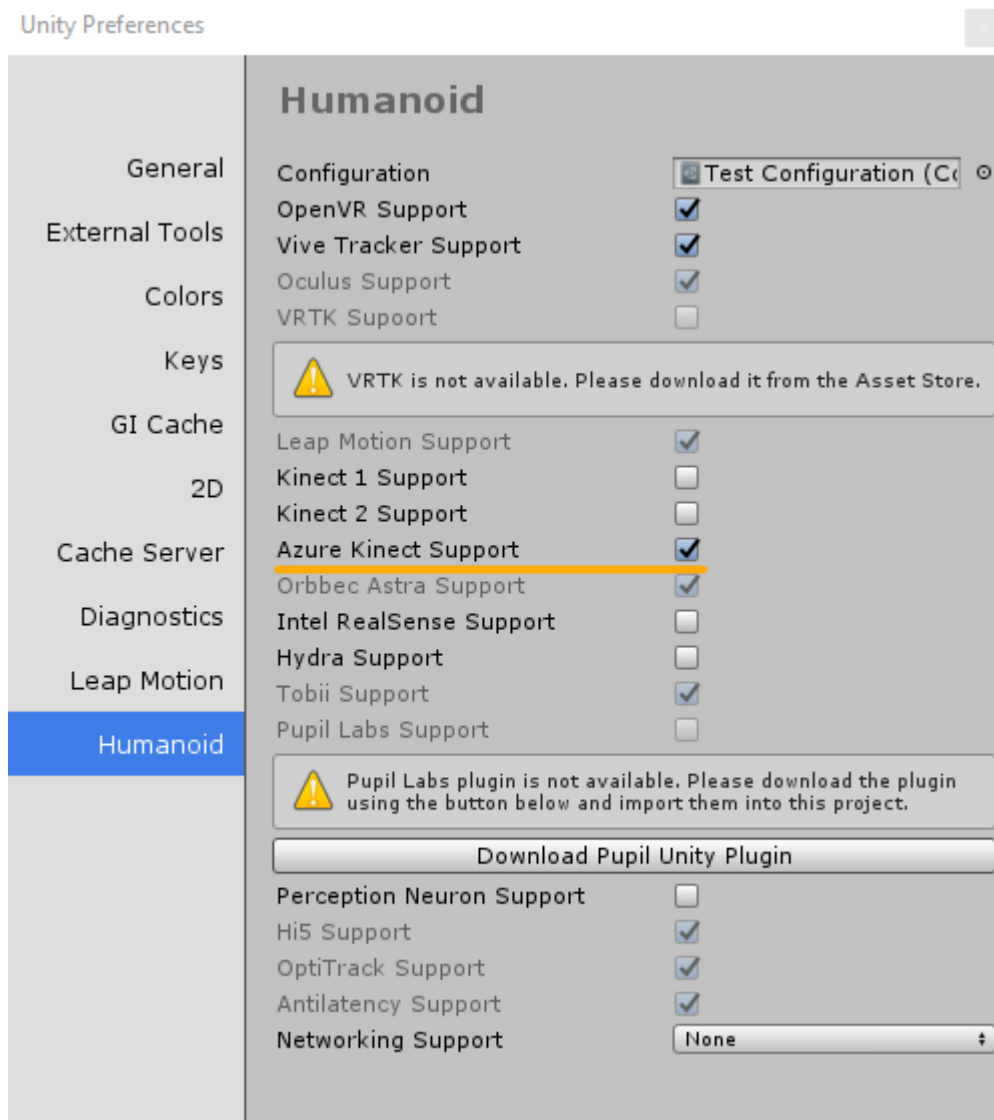 Unity Preferences
x
General
External Tools
Colors
Keys
GI Cache
2D
Cache Server
Diagnostics
Leap Motion
Humanoid
Humanoid
Configuration Test Configuration (Co
OpenVR Support
Vive Tracker Support
Oculus Support
VRTK Supoort
VRTK is not available. Please download it from the Asset Store.
Leap Motion Support
Kinect 1 Support
Kinect 2 Support
Azure Kinect Support
Orbbec Astra Support
Intel RealSense Support
Hydra Support
Tobii Support
Pupil Labs Support
Pupil Labs plugin is not available. Please download the plugin
using the button below and import them into this project.
Download Pupil Unity Plugin
Perception Neuron Support
Hi5 Support
OptiTrack Support
Antilatency Support
Networking Support None